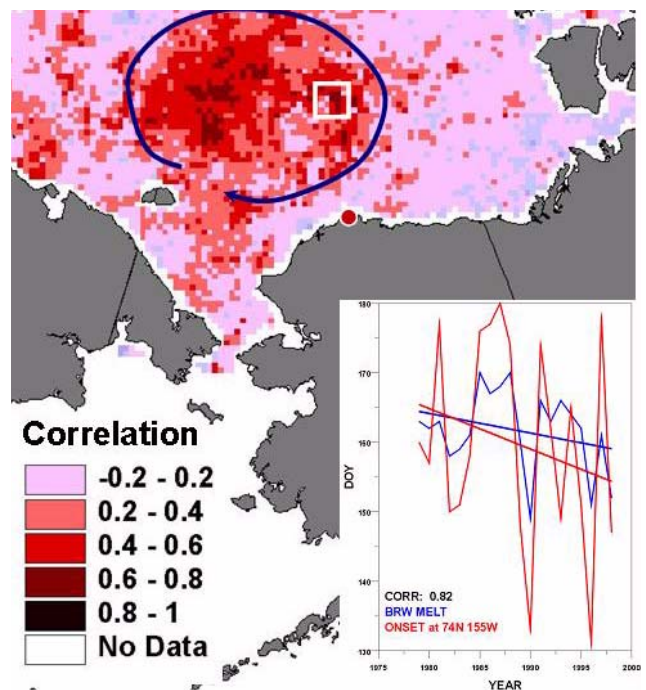 Correlation
-0.2 - 0.2
0.2 - 0.4
0.4 - 0.6
0.6 - 0.8
0.8 - 1
No Data
180
170
160
150
140
130
DOY
CORR: 0.82
BRW MELT
ONSET at 74N 155W
1975 1980 1985 1990 1995 2000
YEAR